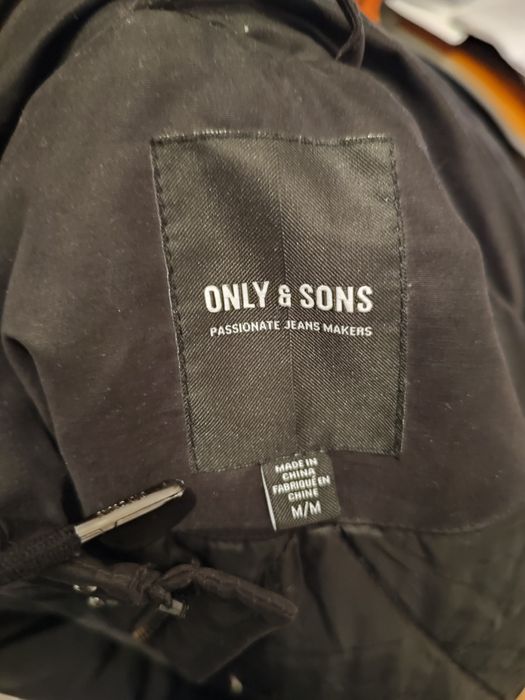 ONLY & SONS
PASSIONATE JEANS MAKERS
MADE IN
CHINA
FABRIQUÉ EN
CHINE
M/M